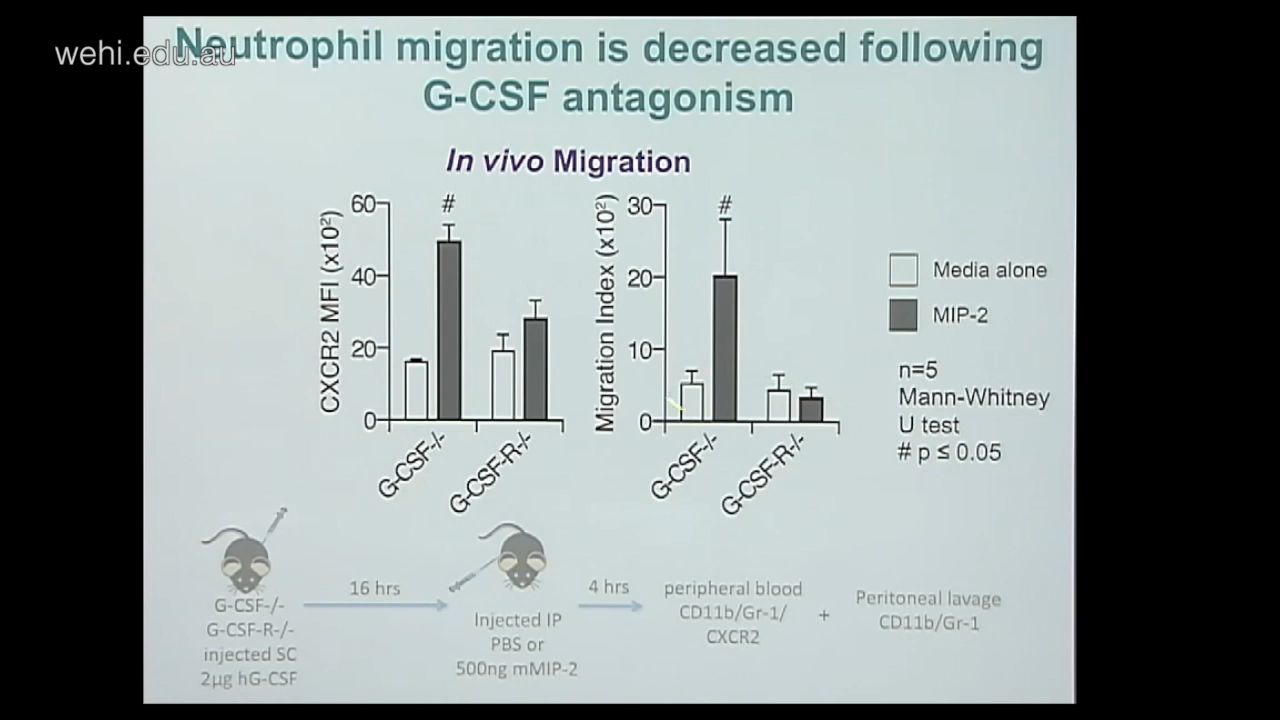 wehi.edu.au
Neutrophil migration is decreased following
G-CSF antagonism
In vivo Migration
CXCR2 MFI (x10²)
60
40
20
0
#
G-CSF-/-
G-CSF-R-/-
Migration Index (x10²)
30
20
10
0
#
G-CSF-/-
G-CSF-R-/-
Media alone
MIP-2
n=5
Mann-Whitney
U test
# p ≤ 0.05
G-CSF-/-
G-CSF-R-/-
injected SC
2µg hG-CSF
16 hrs
Injected IP
PBS or
500ng mMIP-2
4 hrs
peripheral blood
CD11b/Gr-1/
CXCR2
+
Peritoneal lavage
CD11b/Gr-1